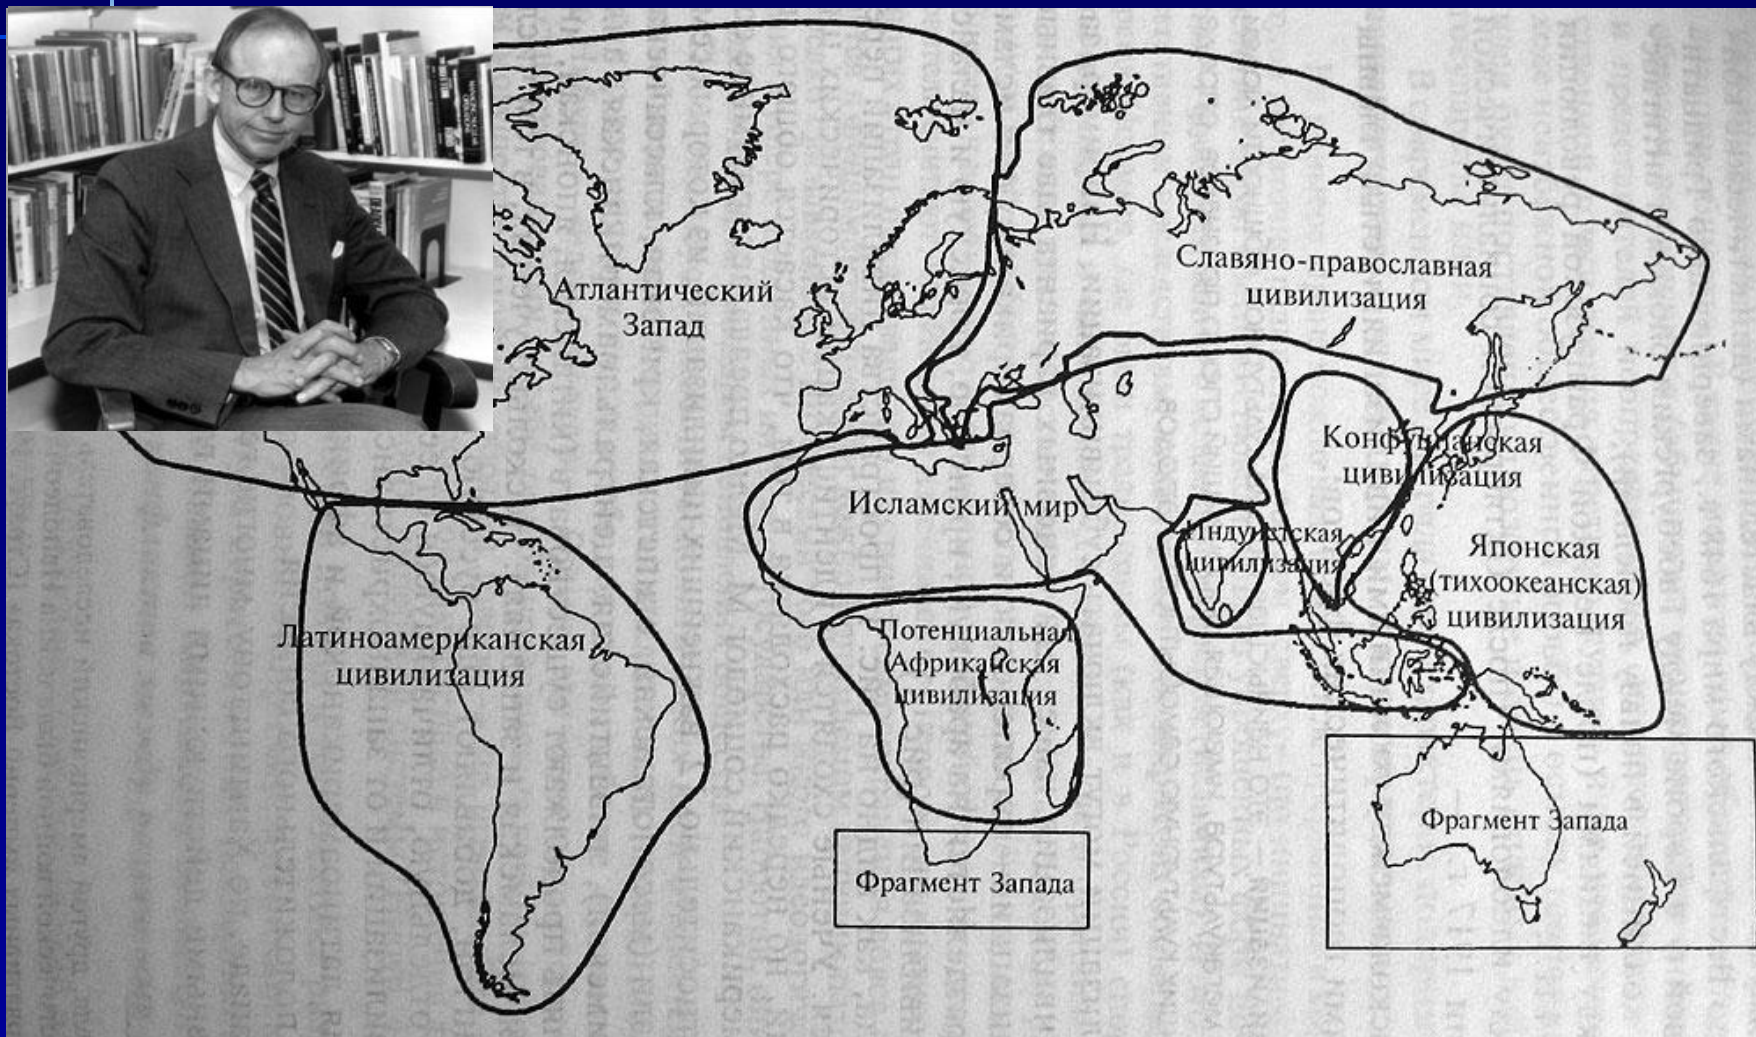 Атлантический
Запад
Славяно-православная
цивилизация
Конфуцианская
цивилизация
Исламский мир
Индуистская
цивилизация
Японская
(тихоокеанская)
цивилизация
Латиноамериканская
цивилизация
Потенциальная
Африканская
цивилизация
Фрагмент Запада
Фрагмент Запада